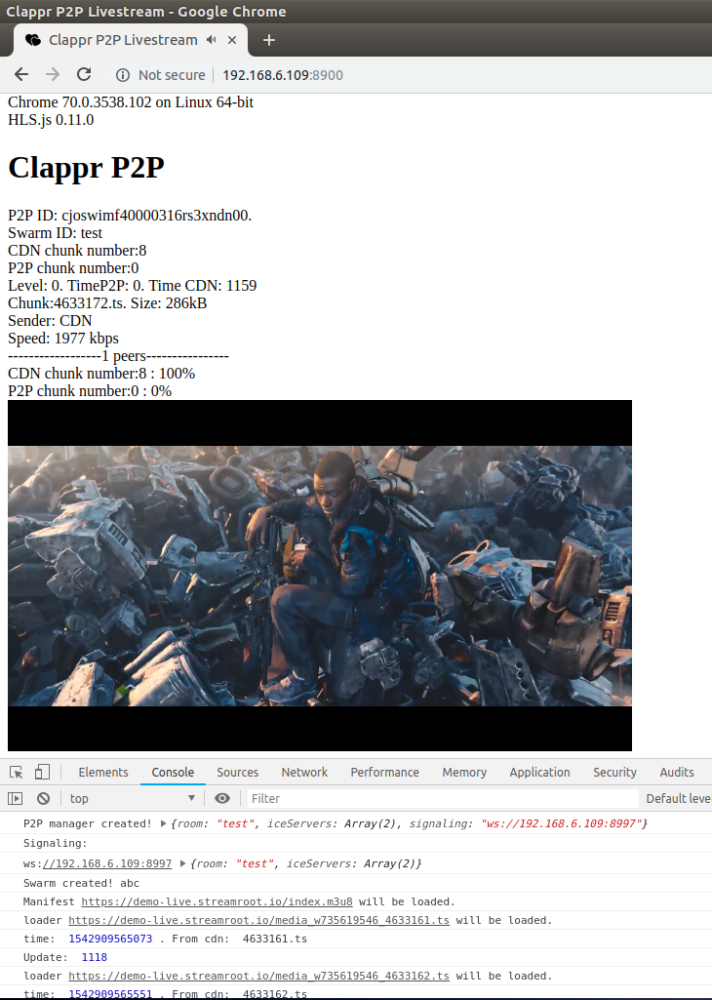 Clappr P2P Livestream - Google Chrome
Clappr P2P Livestream
Not secure 192.168.6.109:8900
Chrome 70.0.3538.102 on Linux 64-bit
HLS.js 0.11.0
Clappr P2P
P2P ID: cjoswimf40000316rs3xndn00.
Swarm ID: test
CDN chunk number:8
P2P chunk number:0
Level: 0. TimeP2P: 0. Time CDN: 1159
Chunk:4633172.ts. Size: 286kB
Sender: CDN
Speed: 1977 kbps
------------------1 peers----------------
CDN chunk number:8 : 100%
P2P chunk number:0 : 0%
Elements Console Sources Network Performance Memory Application Security Audits
top Filter Default leve
P2P manager created! {room: "test", iceServers: Array(2), signaling: "ws://192.168.6.109:8997"}
Signaling:
ws://192.168.6.109:8997 {room: "test", iceServers: Array(2)}
Swarm created! abc
Manifest https://demo-live.streamroot.io/index.m3u8 will be loaded.
loader https://demo-live.streamroot.io/media_w735619546_4633161.ts will be loaded.
time: 1542909565073 . From cdn: 4633161.ts
Update: 1118
loader https://demo-live.streamroot.io/media_w735619546_4633162.ts will be loaded.
time: 1542909565551 . From cdn: 4633162.ts